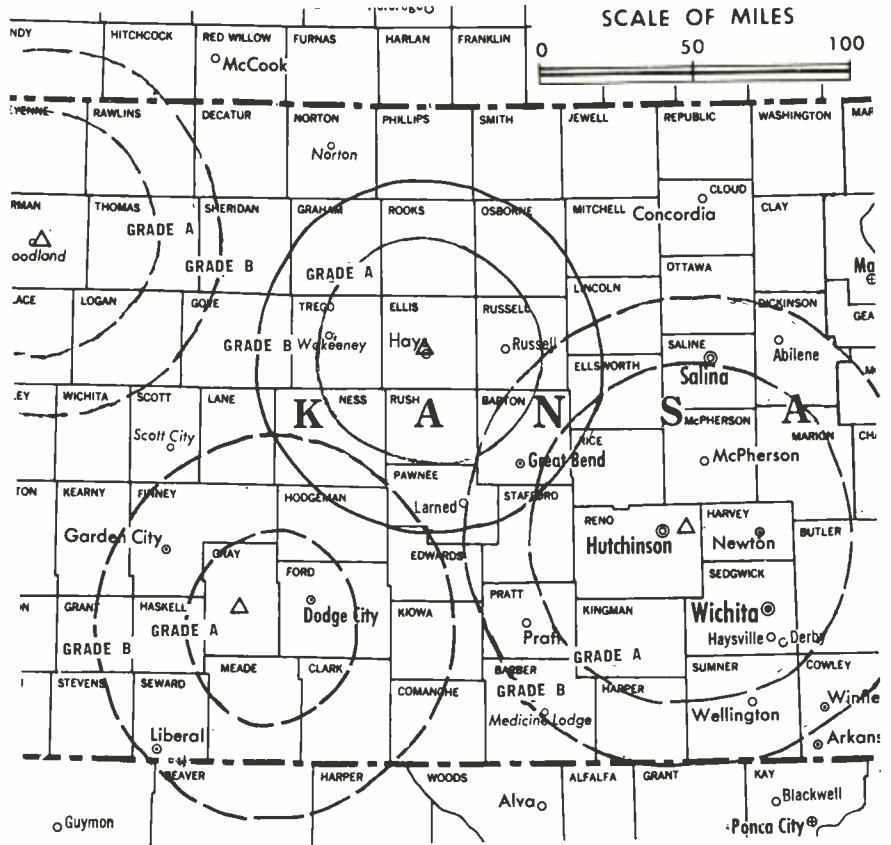 SCALE OF MILES
0 50 100
HITCHCOCK RED WILLOW FURNAS HARLAN FRANKLIN
McCook
RAWLINS DECATUR NORTON PHILLIPS SMITH JEWELL REPUBLIC WASHINGTON
Norton
CLOUD
THOMAS SHERIDAN GRAHAM ROOKS OSBORNE MITCHELL Concordia CLAY
GRADE A
GRADE B
GRADE A
OTTAWA
LINCOLN
LOGAN GOVE TREGO ELLIS RUSSELL DICKINSON
GRADE B Wakeeney Hays Russell SALINE Abilene
ELLSWORTH Salina
WICHITA SCOTT LANE NESS RUSH BARTON McPHERSON
K A N S A
Scott City RICE MARION
Great Bend McPherson
PAWNEE
KEARNY FINNEY HODGEMAN Larned STAFFORD
RENO HARVEY
Garden City Hutchinson Newton BUTLER
GRAY EDWARDS
FORD SEDGWICK
PRATT
GRANT HASKELL Dodge City KIOWA KINGMAN Wichita
GRADE A Pratt Haysville Derby
GRADE B GRADE A
MEADE CLARK BARBER SUMNER COWLEY
STEVENS SEWARD COMANCHE GRADE B HARPER
Medicine Lodge Wellington
Liberal
BEAVER HARPER WOODS ALFALFA GRANT KAY
Alva Blackwell
Guymon Ponca City